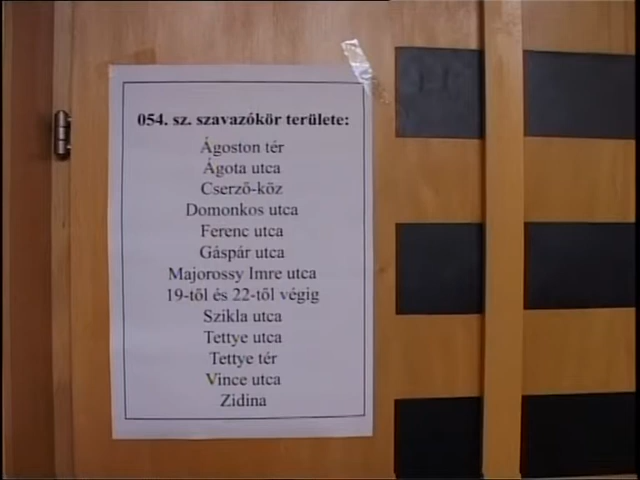 054. sz. szavazókör területe:
Ágoston tér
Ágota utca
Cserző-köz
Domonkos utca
Ferenc utca
Gáspár utca
Majorossy Imre utca
19-től és 22-től végig
Szikla utca
Tettye utca
Tettye tér
Vince utca
Zidina